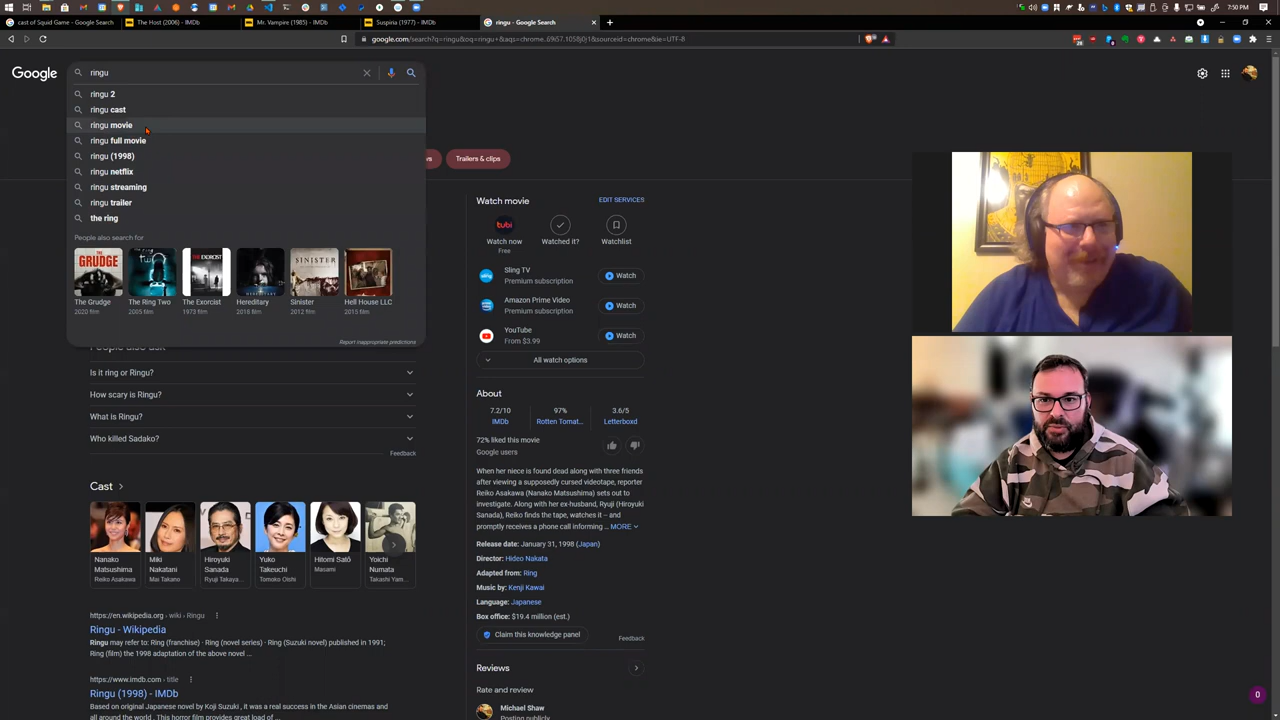 7:50 PM
cast of Squid Game - Google Search
The Host (2006) - IMDb
Mr. Vampire (1985) - IMDb
Suspiria (1977) - IMDb
ringu - Google Search
Google
ringu
ringu 2
ringu cast
ringu movie
ringu full movie
ringu (1998)
ringu netflix
ringu streaming
ringu trailer
the ring
People also search for
The Grudge
2020 film
The Ring Two
2005 film
The Exorcist
1973 film
Hereditary
2018 film
Sinister
2012 film
Hell House LLC
2015 film
Report inappropriate predictions
Trailers & clips
Is it ring or Ringu?
How scary is Ringu?
What is Ringu?
Who killed Sadako?
Feedback
Cast
Nanako Matsushima
Reiko Asakawa
Miki Nakatani
Mai Takano
Hiroyuki Sanada
Ryuji Takaya...
Yuko Takeuchi
Tomoko Oishi
Hitomi Satô
Masami
Yoichi Numata
Takashi Yam...
https://en.wikipedia.org › wiki › Ringu
Ringu - Wikipedia
Ringu may refer to: Ring (franchise) · Ring (novel series) · Ring (Suzuki novel) published in 1991;
Ring (film) the 1998 adaptation of the above novel ...
https://www.imdb.com › title
Ringu (1998) - IMDb
Based on original Japanese novel by Koji Suzuki , it was a real success in the Asian cinemas and
all around the world . This horror film provides great load of ...
Watch movie
EDIT SERVICES
tubi
Watch now
Free
Watched it?
Watchlist
Sling TV
Premium subscription
Watch
Amazon Prime Video
Premium subscription
Watch
YouTube
From $3.99
Watch
All watch options
About
7.2/10
IMDb
97%
Rotten Tomat...
3.6/5
Letterboxd
72% liked this movie
Google users
When her niece is found dead along with three friends
after viewing a supposedly cursed videotape, reporter
Reiko Asakawa (Nanako Matsushima) sets out to
investigate. Along with her ex-husband, Ryuji (Hiroyuki
Sanada), Reiko finds the tape, watches it – and
promptly receives a phone call informing ... MORE
Release date: January 31, 1998 (Japan)
Director: Hideo Nakata
Adapted from: Ring
Music by: Kenji Kawai
Language: Japanese
Box office: $19.4 million (est.)
Claim this knowledge panel
Feedback
Reviews
Rate and review
Michael Shaw
Posting publicly
0